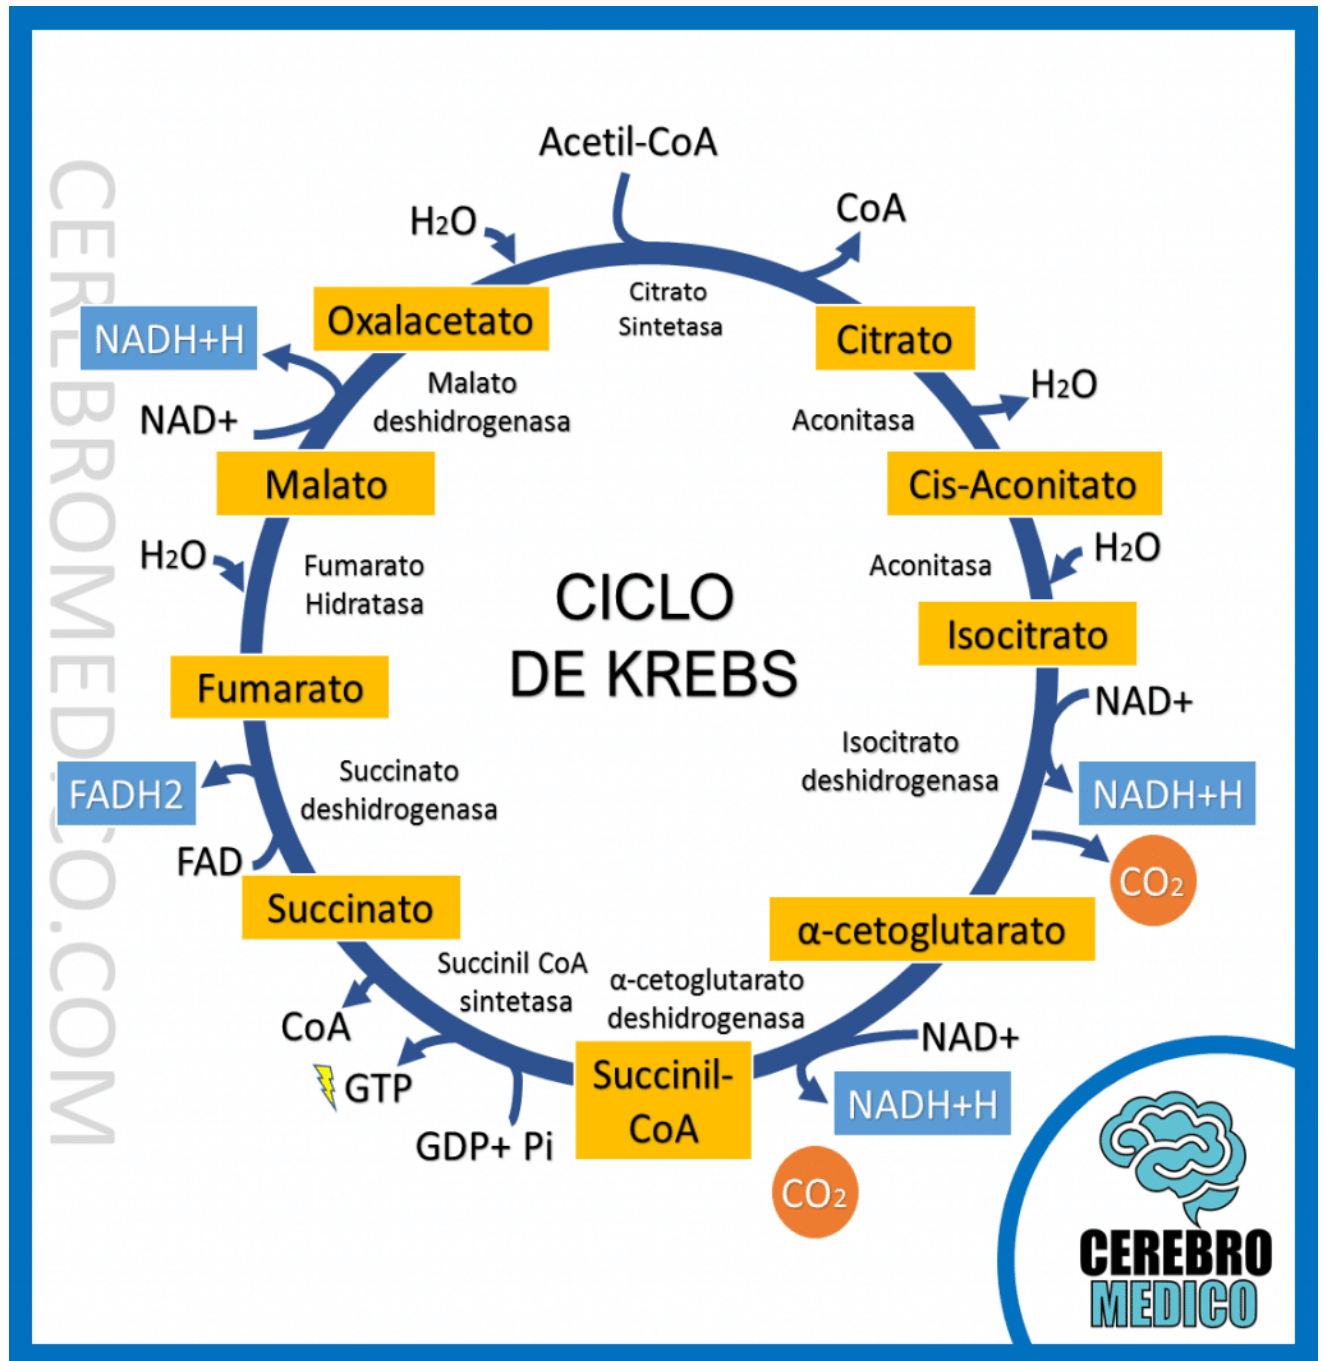 CEREBROMED.CO.COM
Acetil-CoA
H2O
CoA
Citrato
Sintetasa
Oxalacetato
Citrato
NADH+H
NAD+
Malato
deshidrogenasa
Aconitasa
H2O
Malato
Cis-Aconitato
H2O
Fumarato
Hidratasa
CICLO
DE KREBS
Aconitasa
H2O
Isocitrato
Fumarato
NAD+
Isocitrato
deshidrogenasa
NADH+H
CO2
FADH2
Succinato
deshidrogenasa
FAD
Succinato
α-cetoglutarato
Succinil CoA
sintetasa
α-cetoglutarato
deshidrogenasa
CoA
GTP
GDP+ Pi
Succinil-
CoA
NAD+
NADH+H
CO2
CEREBRO
MEDICO